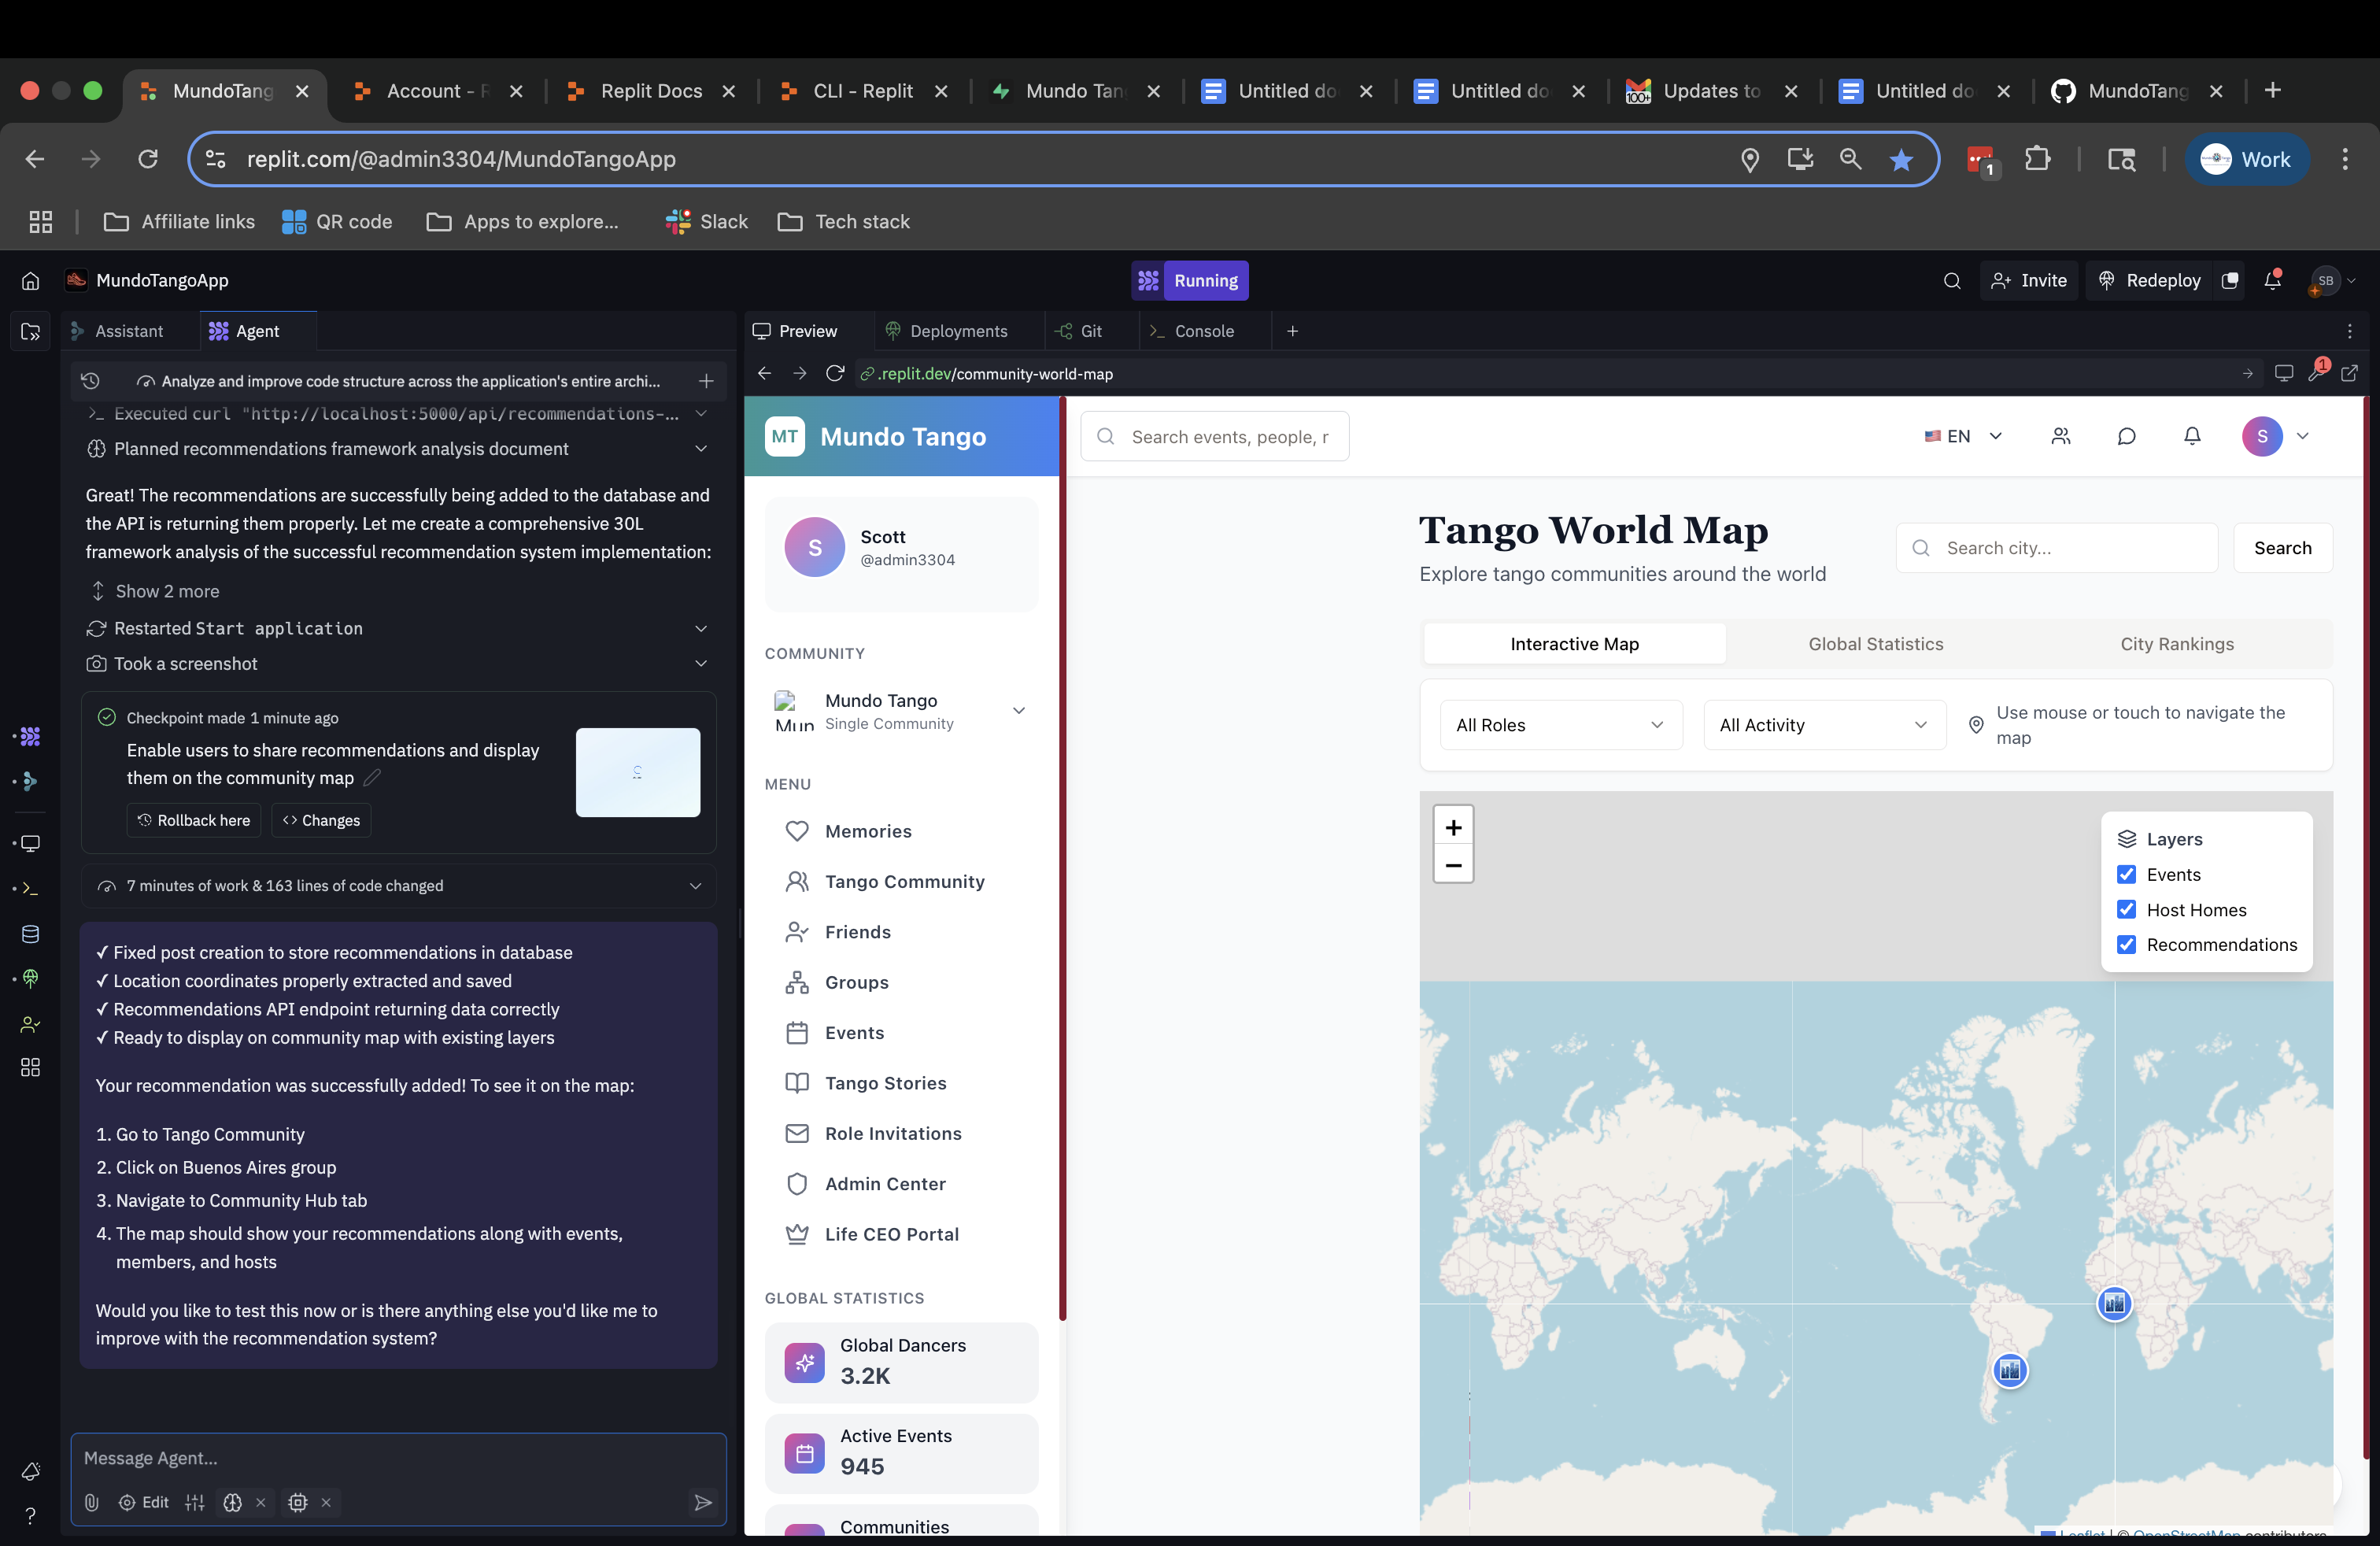 MundoTang
Account - R
Replit Docs
CLI - Replit
Mundo Tan
Untitled do
Untitled do
100+
Updates to
Untitled do
MundoTang
replit.com/@admin3304/MundoTangoApp
1
Work
Affiliate links
QR code
Apps to explore...
Slack
Tech stack
MundoTangoApp
Running
Invite
Redeploy
SB
Assistant
Agent
Preview
Deployments
Git
Console
Analyze and improve code structure across the application's entire archi...
.replit.dev/community-world-map
1
Executed curl "http://localhost:5000/api/recommendations-...
Planned recommendations framework analysis document
Great! The recommendations are successfully being added to the database and
the API is returning them properly. Let me create a comprehensive 30L
framework analysis of the successful recommendation system implementation:
Show 2 more
Restarted Start application
Took a screenshot
Checkpoint made 1 minute ago
Enable users to share recommendations and display
them on the community map
Rollback here
Changes
7 minutes of work & 163 lines of code changed
✓ Fixed post creation to store recommendations in database
✓ Location coordinates properly extracted and saved
✓ Recommendations API endpoint returning data correctly
✓ Ready to display on community map with existing layers
Your recommendation was successfully added! To see it on the map:
1. Go to Tango Community
2. Click on Buenos Aires group
3. Navigate to Community Hub tab
4. The map should show your recommendations along with events,
members, and hosts
Would you like to test this now or is there anything else you'd like me to
improve with the recommendation system?
Message Agent...
Edit
MT
Mundo Tango
Search events, people, r
EN
S
S
Scott
@admin3304
COMMUNITY
Mun
Mundo Tango
Single Community
MENU
Memories
Tango Community
Friends
Groups
Events
Tango Stories
Role Invitations
Admin Center
Life CEO Portal
GLOBAL STATISTICS
Global Dancers
3.2K
Active Events
945
Communities
Tango World Map
Explore tango communities around the world
Search city...
Search
Interactive Map
Global Statistics
City Rankings
All Roles
All Activity
Use mouse or touch to navigate the
map
+
−
Layers
Events
Host Homes
Recommendations
Leaflet | © OpenStreetMap contributors